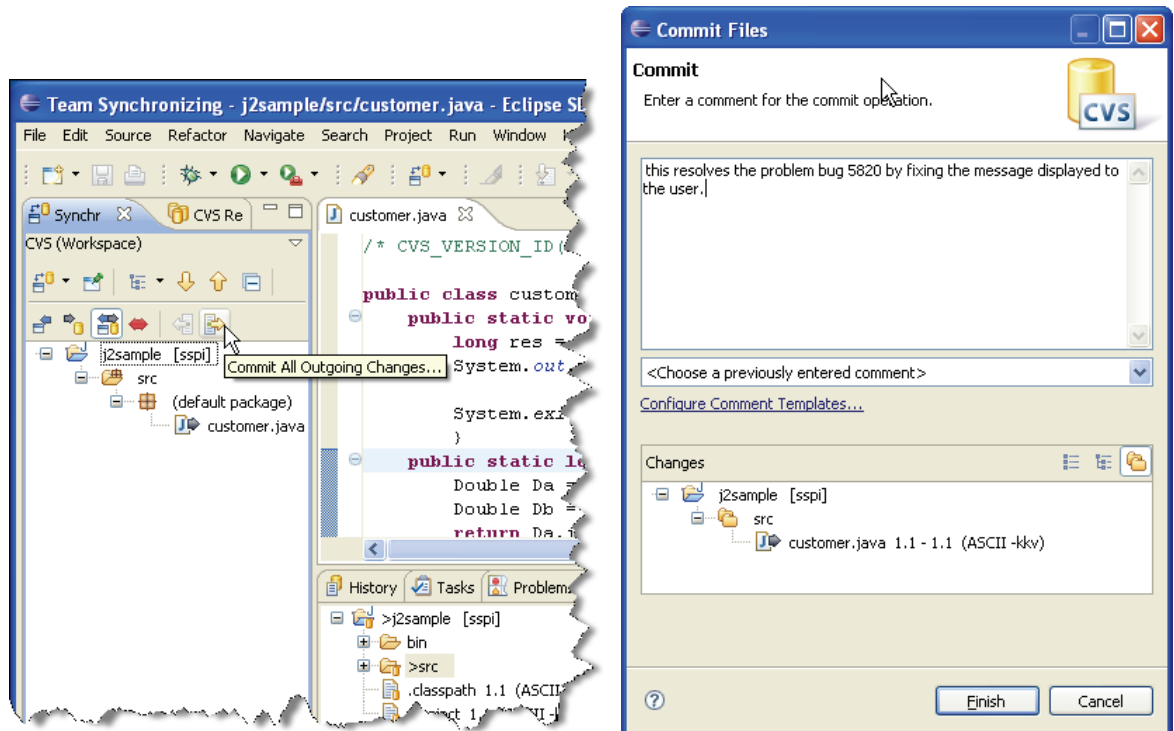 Team Synchronizing - j2sample/src/customer.java - Eclipse
File Edit Source Refactor Navigate Search Project Run Window
Synchr
CVS Re
CVS (Workspace)
j2sample [sspi]
Commit All Outgoing Changes...
src
(default package)
customer.java
customer.java
/* CVS_VERSION_ID(
public class custom
public static vo
long res =
System.out
System.exi
}
public static lo
Double Da =
Double Db =
return Da.
History Tasks Problems
>j2sample [sspi]
bin
>src
.classpath 1.1 (ASCII
Commit Files
Commit
Enter a comment for the commit operation.
CVS
this resolves the problem bug 5820 by fixing the message displayed to
the user.
<Choose a previously entered comment>
Configure Comment Templates...
Changes
j2sample [sspi]
src
customer.java 1.1 - 1.1 (ASCII -kkv)
Finish Cancel